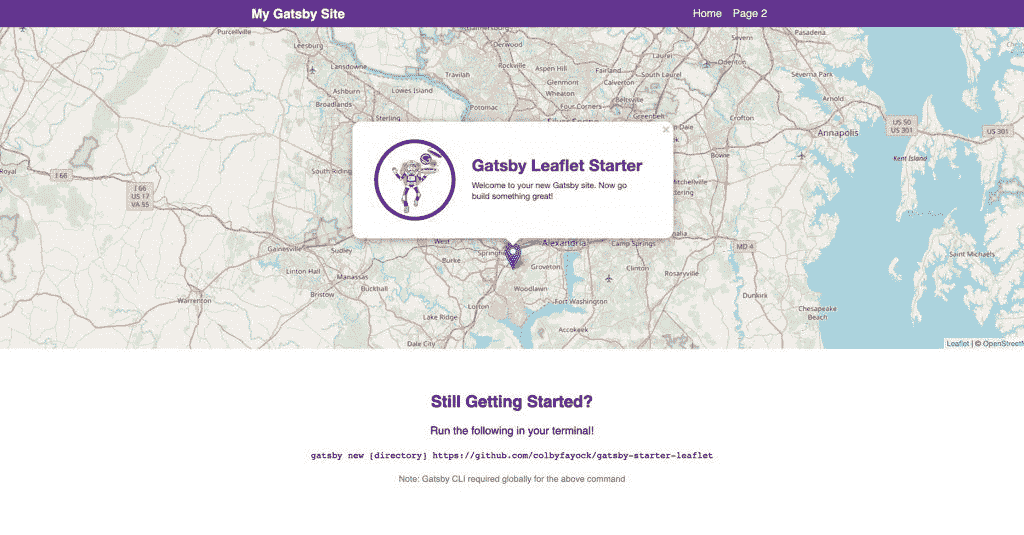 My Gatsby Site
Home Page 2
Purcellville
Leesburg
Derwood
Severn
Pasadena
Lansdowne
Rockville
Aspen Hill
Fairland
South Laurel
Odenton
Severna Park
Travilah
Glenmont
Calverton
Ashburn
Lowes Island
Wheaton
Broadlands
Sterling
Potomac
Four Corners
Beltsville
Arnold
Crofton
US 50
US 301
Silver Spring
Annapolis
US 301
Bowie
Kent Island
Royal
I 66
I 66
US 17
VA 55
South Riding
Mitchellville
Kettering
×
Gatsby Leaflet Starter
Welcome to your new Gatsby site. Now go
build something great!
West
Alexandria
Camp Springs
MD 4
Gainesville
Burke
Springfield
Saint Michaels
Linton Hall
Manassas
Groveton
Clinton
Rosaryville
Buckhall
Woodlawn
Warrenton
Bristow
Lorton
Fort Washington
Dunkirk
Chesapeake
Beach
Lake Ridge
Accokeek
Dale City
Leaflet | © OpenStreetM
Still Getting Started?
Run the following in your terminal!
gatsby new [directory] https://github.com/colbyfayock/gatsby-starter-leaflet
Note: Gatsby CLI required globally for the above command